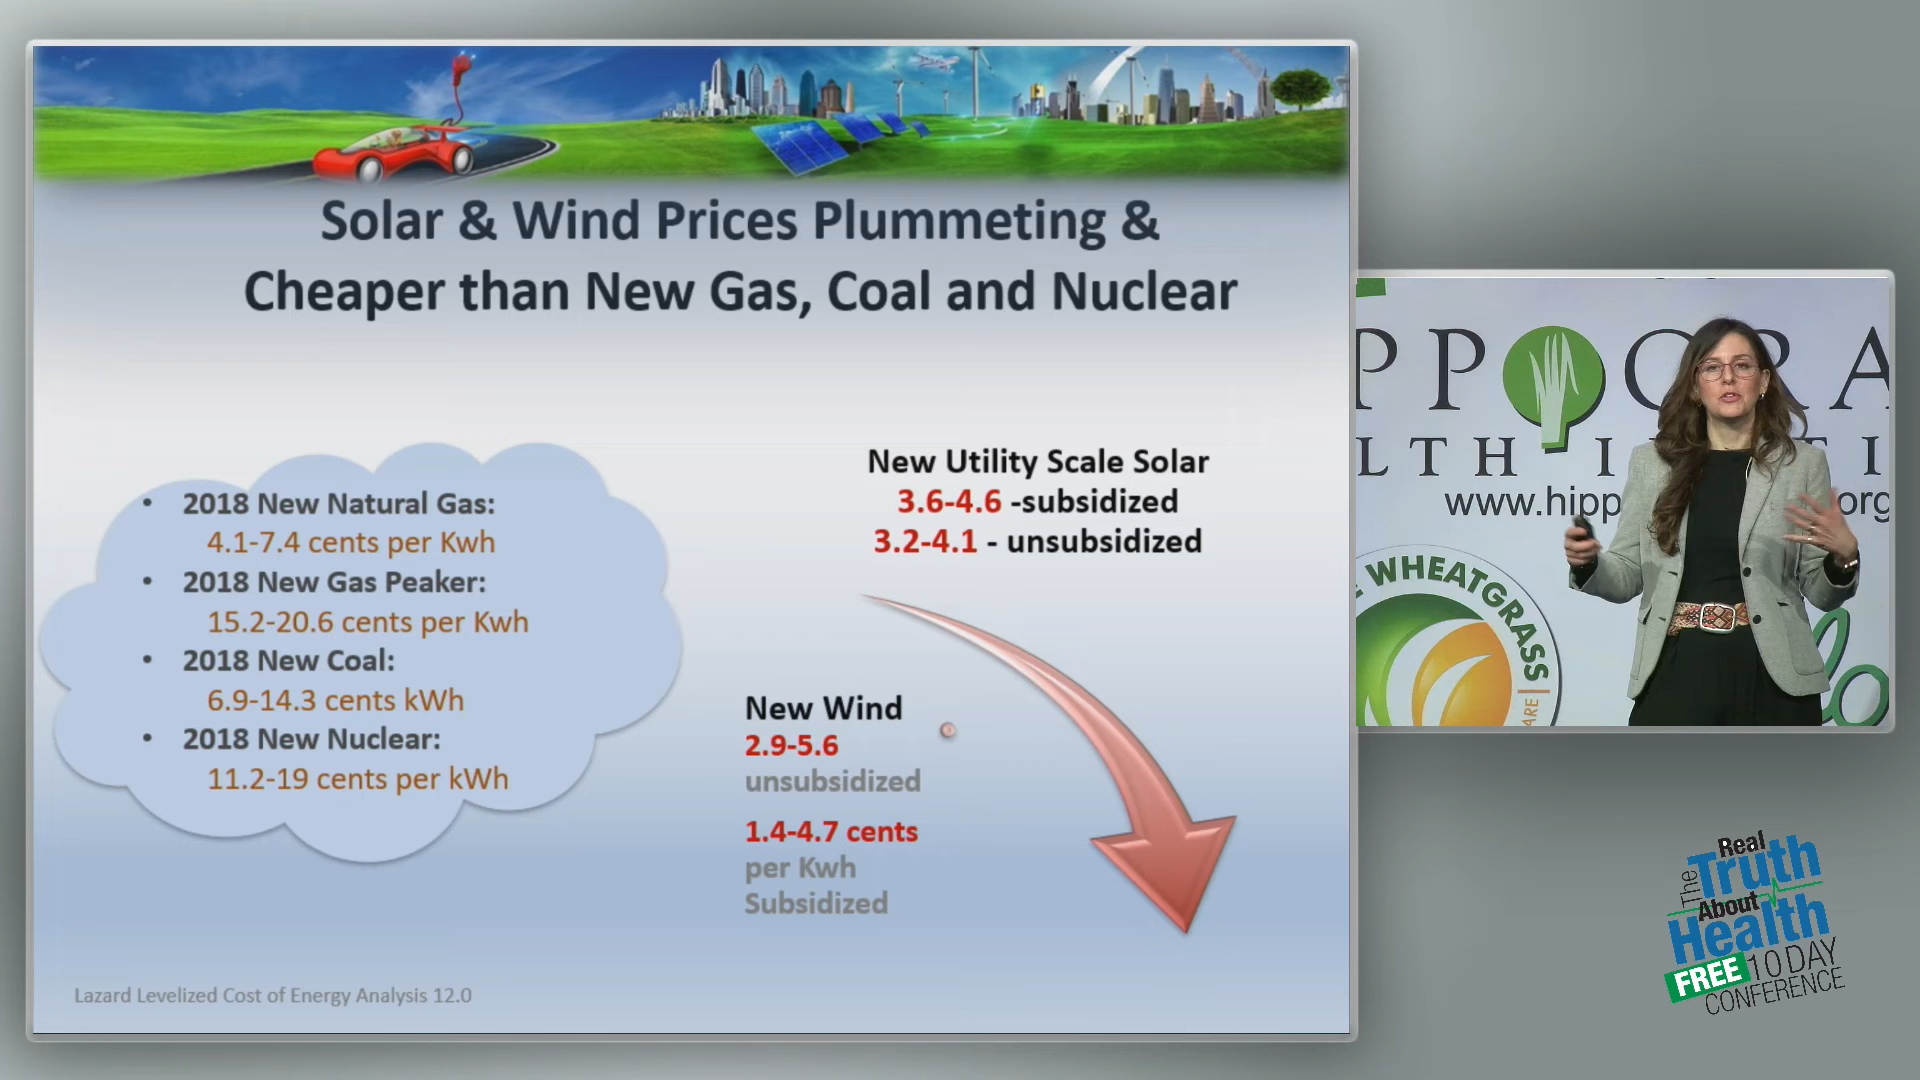 Solar & Wind Prices Plummeting &
Cheaper than New Gas, Coal and Nuclear
• 2018 New Natural Gas:
4.1-7.4 cents per Kwh
• 2018 New Gas Peaker:
15.2-20.6 cents per Kwh
• 2018 New Coal:
6.9-14.3 cents kWh
• 2018 New Nuclear:
11.2-19 cents per kWh
New Utility Scale Solar
3.6-4.6 -subsidized
3.2-4.1 - unsubsidized
New Wind
2.9-5.6
unsubsidized
1.4-4.7 cents
per Kwh
Subsidized
Lazard Levelized Cost of Energy Analysis 12.0
PP OCRA
LTH I I
www.hipp org
WHEATGRASS
ARE
The Real
Truth
About
Health
FREE 10 DAY
CONFERENCE